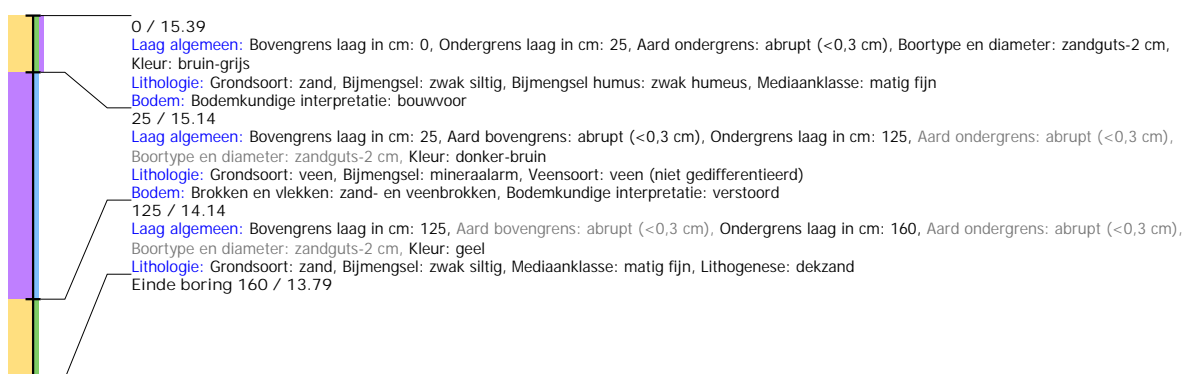 0 / 15.39
Laag algemeen: Bovengrens laag in cm: 0, Ondergrens laag in cm: 25, Aard ondergrens: abrupt (<0,3 cm), Boortype en diameter: zandguts-2 cm,
Kleur: bruin-grijs
Lithologie: Grondsoort: zand, Bijmengsel: zwak siltig, Bijmengsel humus: zwak humeus, Mediaanklasse: matig fijn
Bodem: Bodemkundige interpretatie: bouwvoor
25 / 15.14
Laag algemeen: Bovengrens laag in cm: 25, Aard bovengrens: abrupt (<0,3 cm), Ondergrens laag in cm: 125, Aard ondergrens: abrupt (<0,3 cm),
Boortype en diameter: zandguts-2 cm, Kleur: donker-bruin
Lithologie: Grondsoort: veen, Bijmengsel: mineraalarm, Veensoort: veen (niet gedifferentieerd)
Bodem: Brokken en vlekken: zand- en veenbrokken, Bodemkundige interpretatie: verstoord
125 / 14.14
Laag algemeen: Bovengrens laag in cm: 125, Aard bovengrens: abrupt (<0,3 cm), Ondergrens laag in cm: 160, Aard ondergrens: abrupt (<0,3 cm),
Boortype en diameter: zandguts-2 cm, Kleur: geel
Lithologie: Grondsoort: zand, Bijmengsel: zwak siltig, Mediaanklasse: matig fijn, Lithogenese: dekzand
Einde boring 160 / 13.79